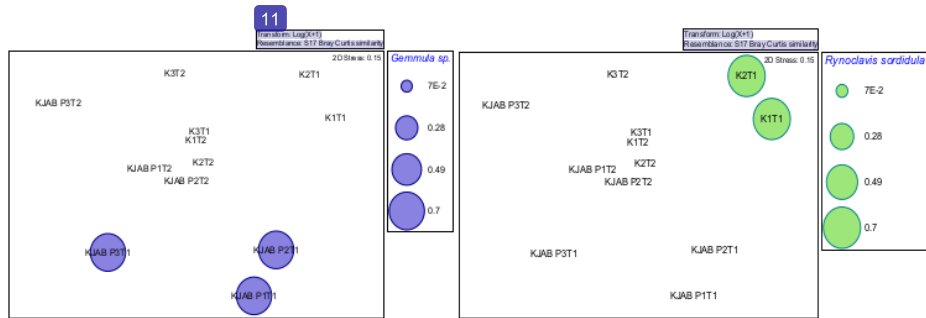 11
Transform: Log(X+1)
Resemblance: S17 Bray Curtis similarity
2D Stress: 0.15
K3T2
K2T1
KJAB P3T2
K1T1
K3T1
K1T2
K2T2
KJAB P1T2
KJAB P2T2
KJAB P3T1
KJAB P2T1
KJAB P1T1
Gemmula sp.
7E-2
0.28
0.49
0.7
Transform: Log(X+1)
Resemblance: S17 Bray Curtis similarity
2D Stress: 0.15
K3T2
K2T1
KJAB P3T2
K1T1
K3T1
K1T2
K2T2
KJAB P1T2
KJAB P2T2
KJAB P2T1
KJAB P3T1
KJAB P1T1
Rynoclavis sordidula
7E-2
0.28
0.49
0.7